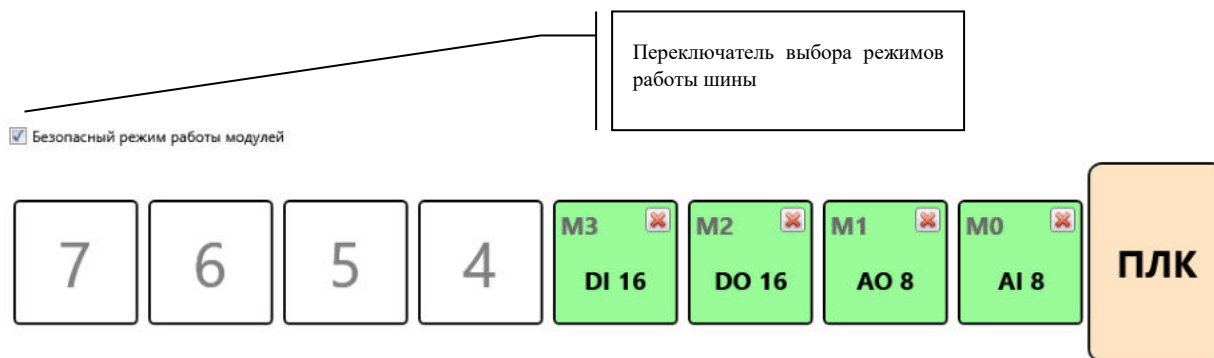 Переключатель выбора режимов
работы шины
Безопасный режим работы модулей
7
6
5
4
M3
DI 16
M2
DO 16
M1
AO 8
M0
AI 8
ПЛК